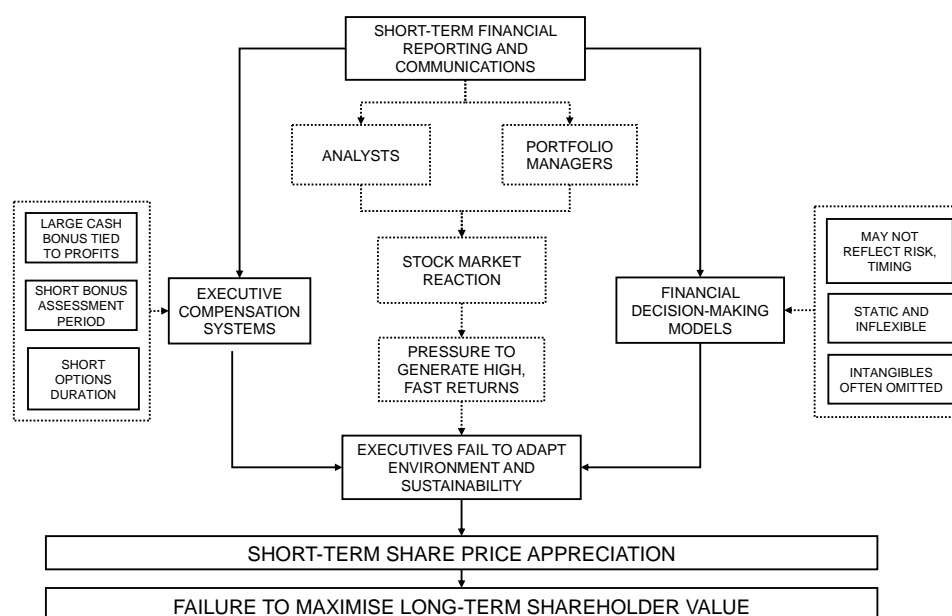 SHORT-TERM FINANCIAL
REPORTING AND
COMMUNICATIONS
ANALYSTS
PORTFOLIO
MANAGERS
LARGE CASH
BONUS TIED
TO PROFITS
SHORT BONUS
ASSESSMENT
PERIOD
SHORT
OPTIONS
DURATION
EXECUTIVE
COMPENSATION
SYSTEMS
STOCK MARKET
REACTION
PRESSURE TO
GENERATE HIGH,
FAST RETURNS
FINANCIAL
DECISION-MAKING
MODELS
MAY NOT
REFLECT RISK,
TIMING
STATIC AND
INFLEXIBLE
INTANGIBLES
OFTEN OMITTED
EXECUTIVES FAIL TO ADAPT
ENVIRONMENT AND
SUSTAINABILITY
SHORT-TERM SHARE PRICE APPRECIATION
FAILURE TO MAXIMISE LONG-TERM SHAREHOLDER VALUE